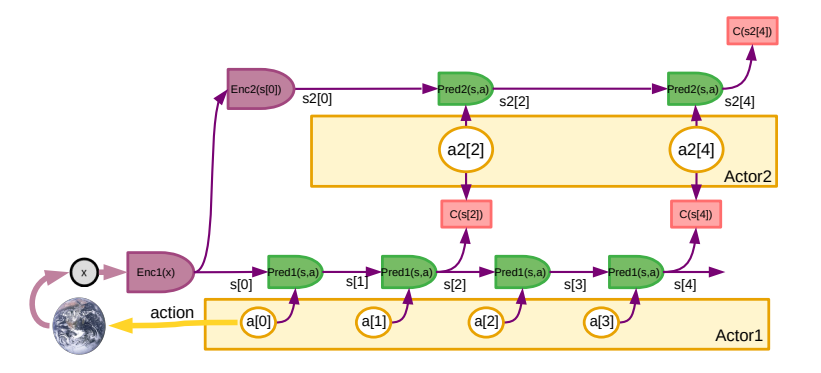 C(s2[4])
Enc2(s[0])
s2[0]
Pred2(s,a)
s2[2]
Pred2(s,a)
s2[4]
a2[2]
a2[4]
Actor2
C(s[2])
C(s[4])
x
Enc1(x)
s[0]
Pred1(s,a)
s[1]
Pred1(s,a)
s[2]
Pred1(s,a)
s[3]
Pred1(s,a)
s[4]
action
a[0]
a[1]
a[2]
a[3]
Actor1